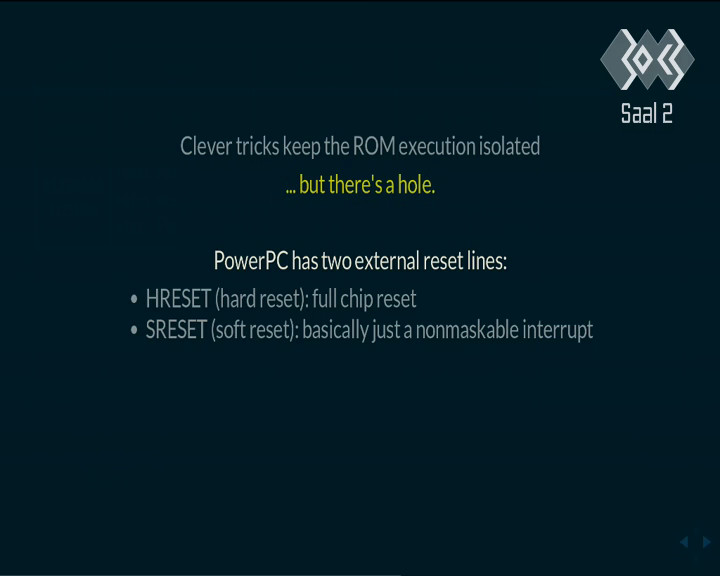 Saal 2
Clever tricks keep the ROM execution isolated
... but there's a hole.
PowerPC has two external reset lines:
• HRESET (hard reset): full chip reset
• SRESET (soft reset): basically just a nonmaskable interrupt